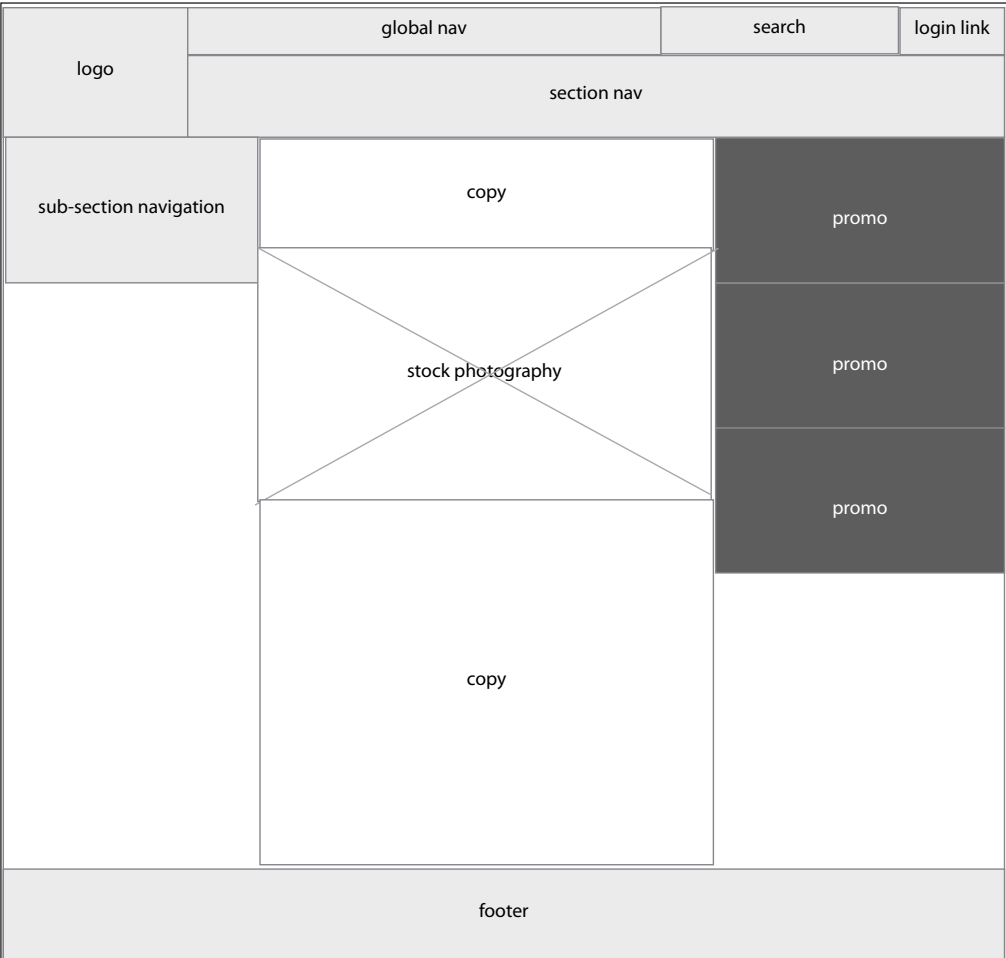 global nav
search
login link
logo
section nav
sub-section navigation
copy
promo
stock photography
promo
promo
copy
footer